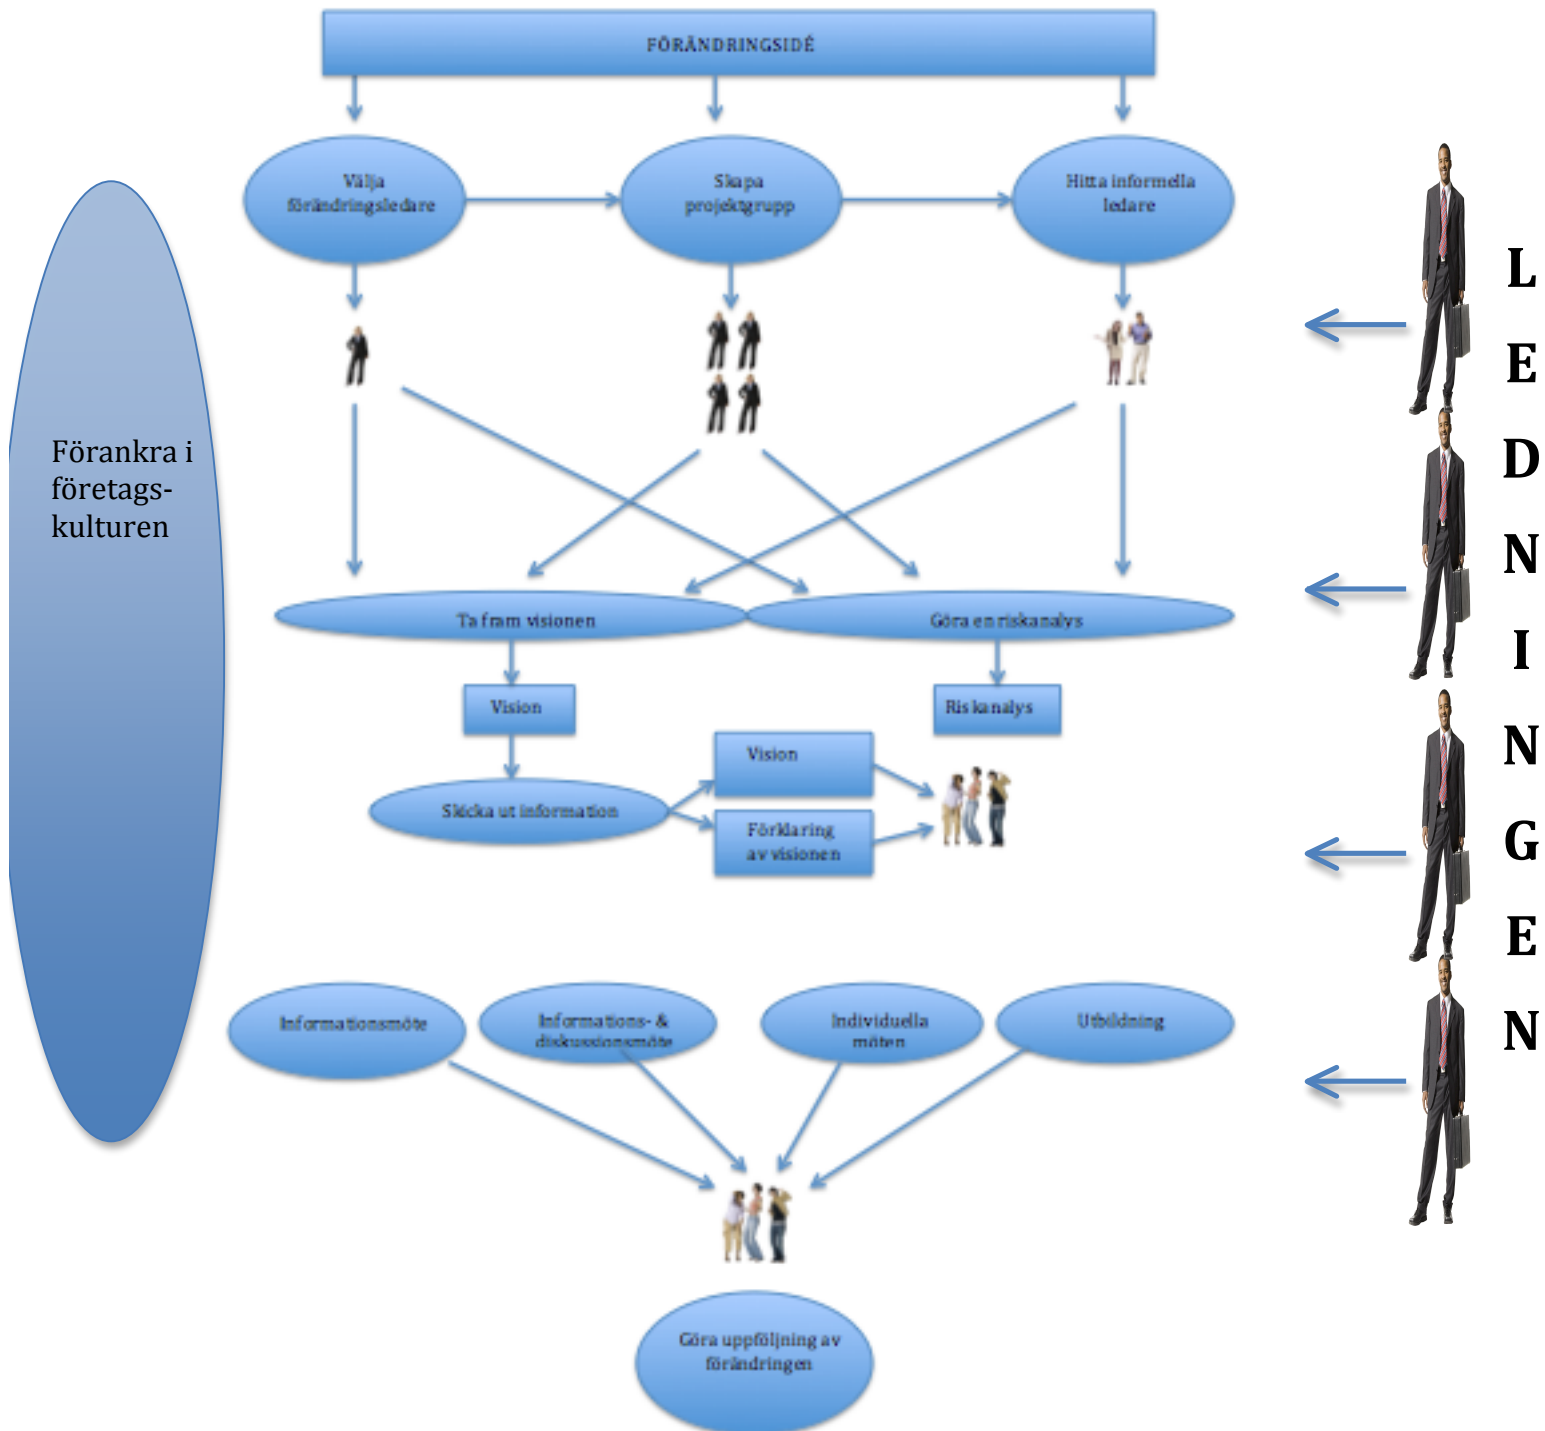 FÖRÄNDRINGSIDÉ
Välja
förändringsledare
Skapa
projektgrupp
Hitta informella
ledare
Förankra i
företags-
kulturen
Ta fram visionen
Göra en riskanalys
Vision
Riskanalys
Vision
Skicka ut information
Förklaring
av visionen
Informationsmöte
Informations- &
diskussionsmöte
Individuella
möten
Utbildning
Göra uppföljning av
förändringen
L
E
D
N
I
N
G
E
N